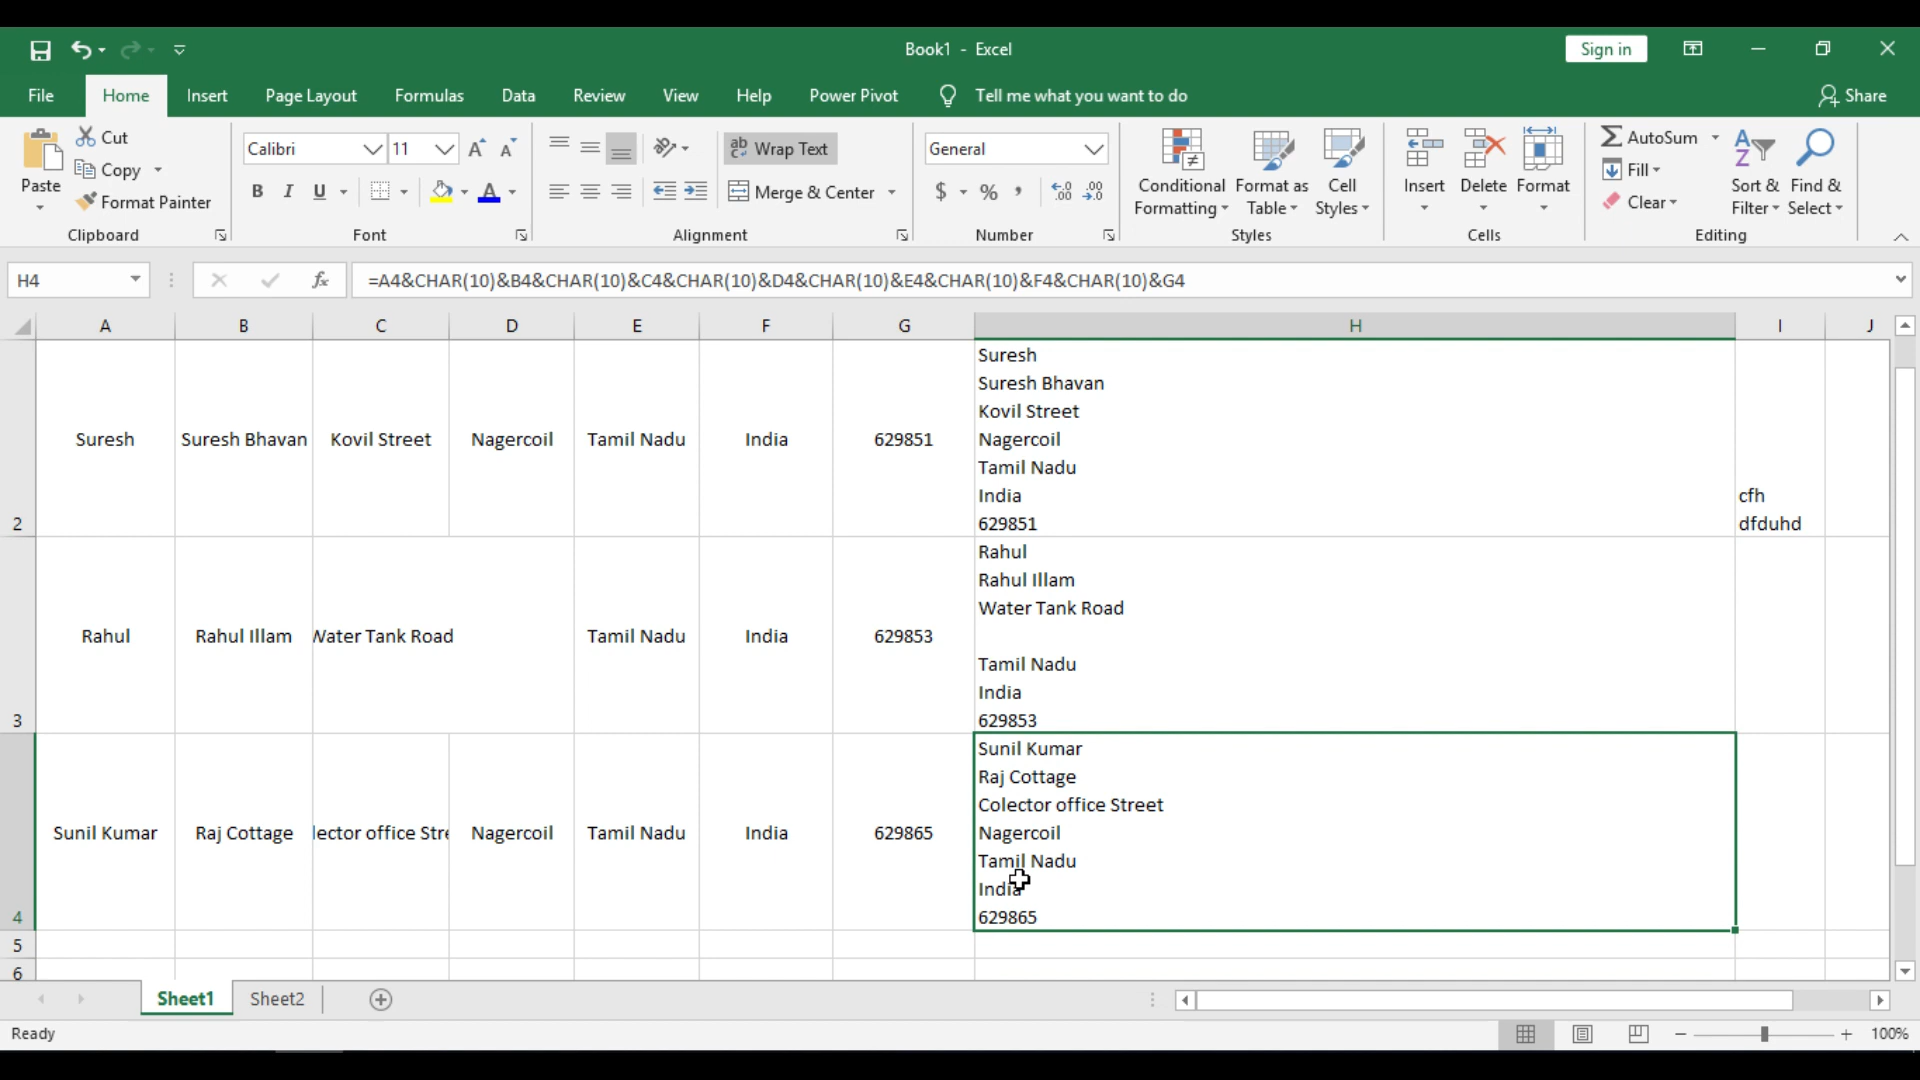 Book1 - Excel
Sign in
File Home Insert Page Layout Formulas Data Review View Help Power Pivot Tell me what you want to do Share
Paste
Cut
Copy
Format Painter
Clipboard
Calibri 11
B I U A
Font
Wrap Text
Merge & Center
Alignment
General
$ % ,
Number
Conditional Formatting
Format as Table
Cell Styles
Styles
Insert Delete Format
Cells
AutoSum
Fill
Clear
Sort & Filter
Find & Select
Editing
H4 fx =A4&CHAR(10)&B4&CHAR(10)&C4&CHAR(10)&D4&CHAR(10)&E4&CHAR(10)&F4&CHAR(10)&G4
A B C D E F G H I J
2 Suresh Suresh Bhavan Kovil Street Nagercoil Tamil Nadu India 629851
Suresh
Suresh Bhavan
Kovil Street
Nagercoil
Tamil Nadu
India
629851
cfh
dfduhd
3 Rahul Rahul Illam Water Tank Road Tamil Nadu India 629853
Rahul
Rahul Illam
Water Tank Road
Tamil Nadu
India
629853
4 Sunil Kumar Raj Cottage lector office Stre Nagercoil Tamil Nadu India 629865
Sunil Kumar
Raj Cottage
Colector office Street
Nagercoil
Tamil Nadu
India
629865
5
6
Sheet1 Sheet2
Ready 100%